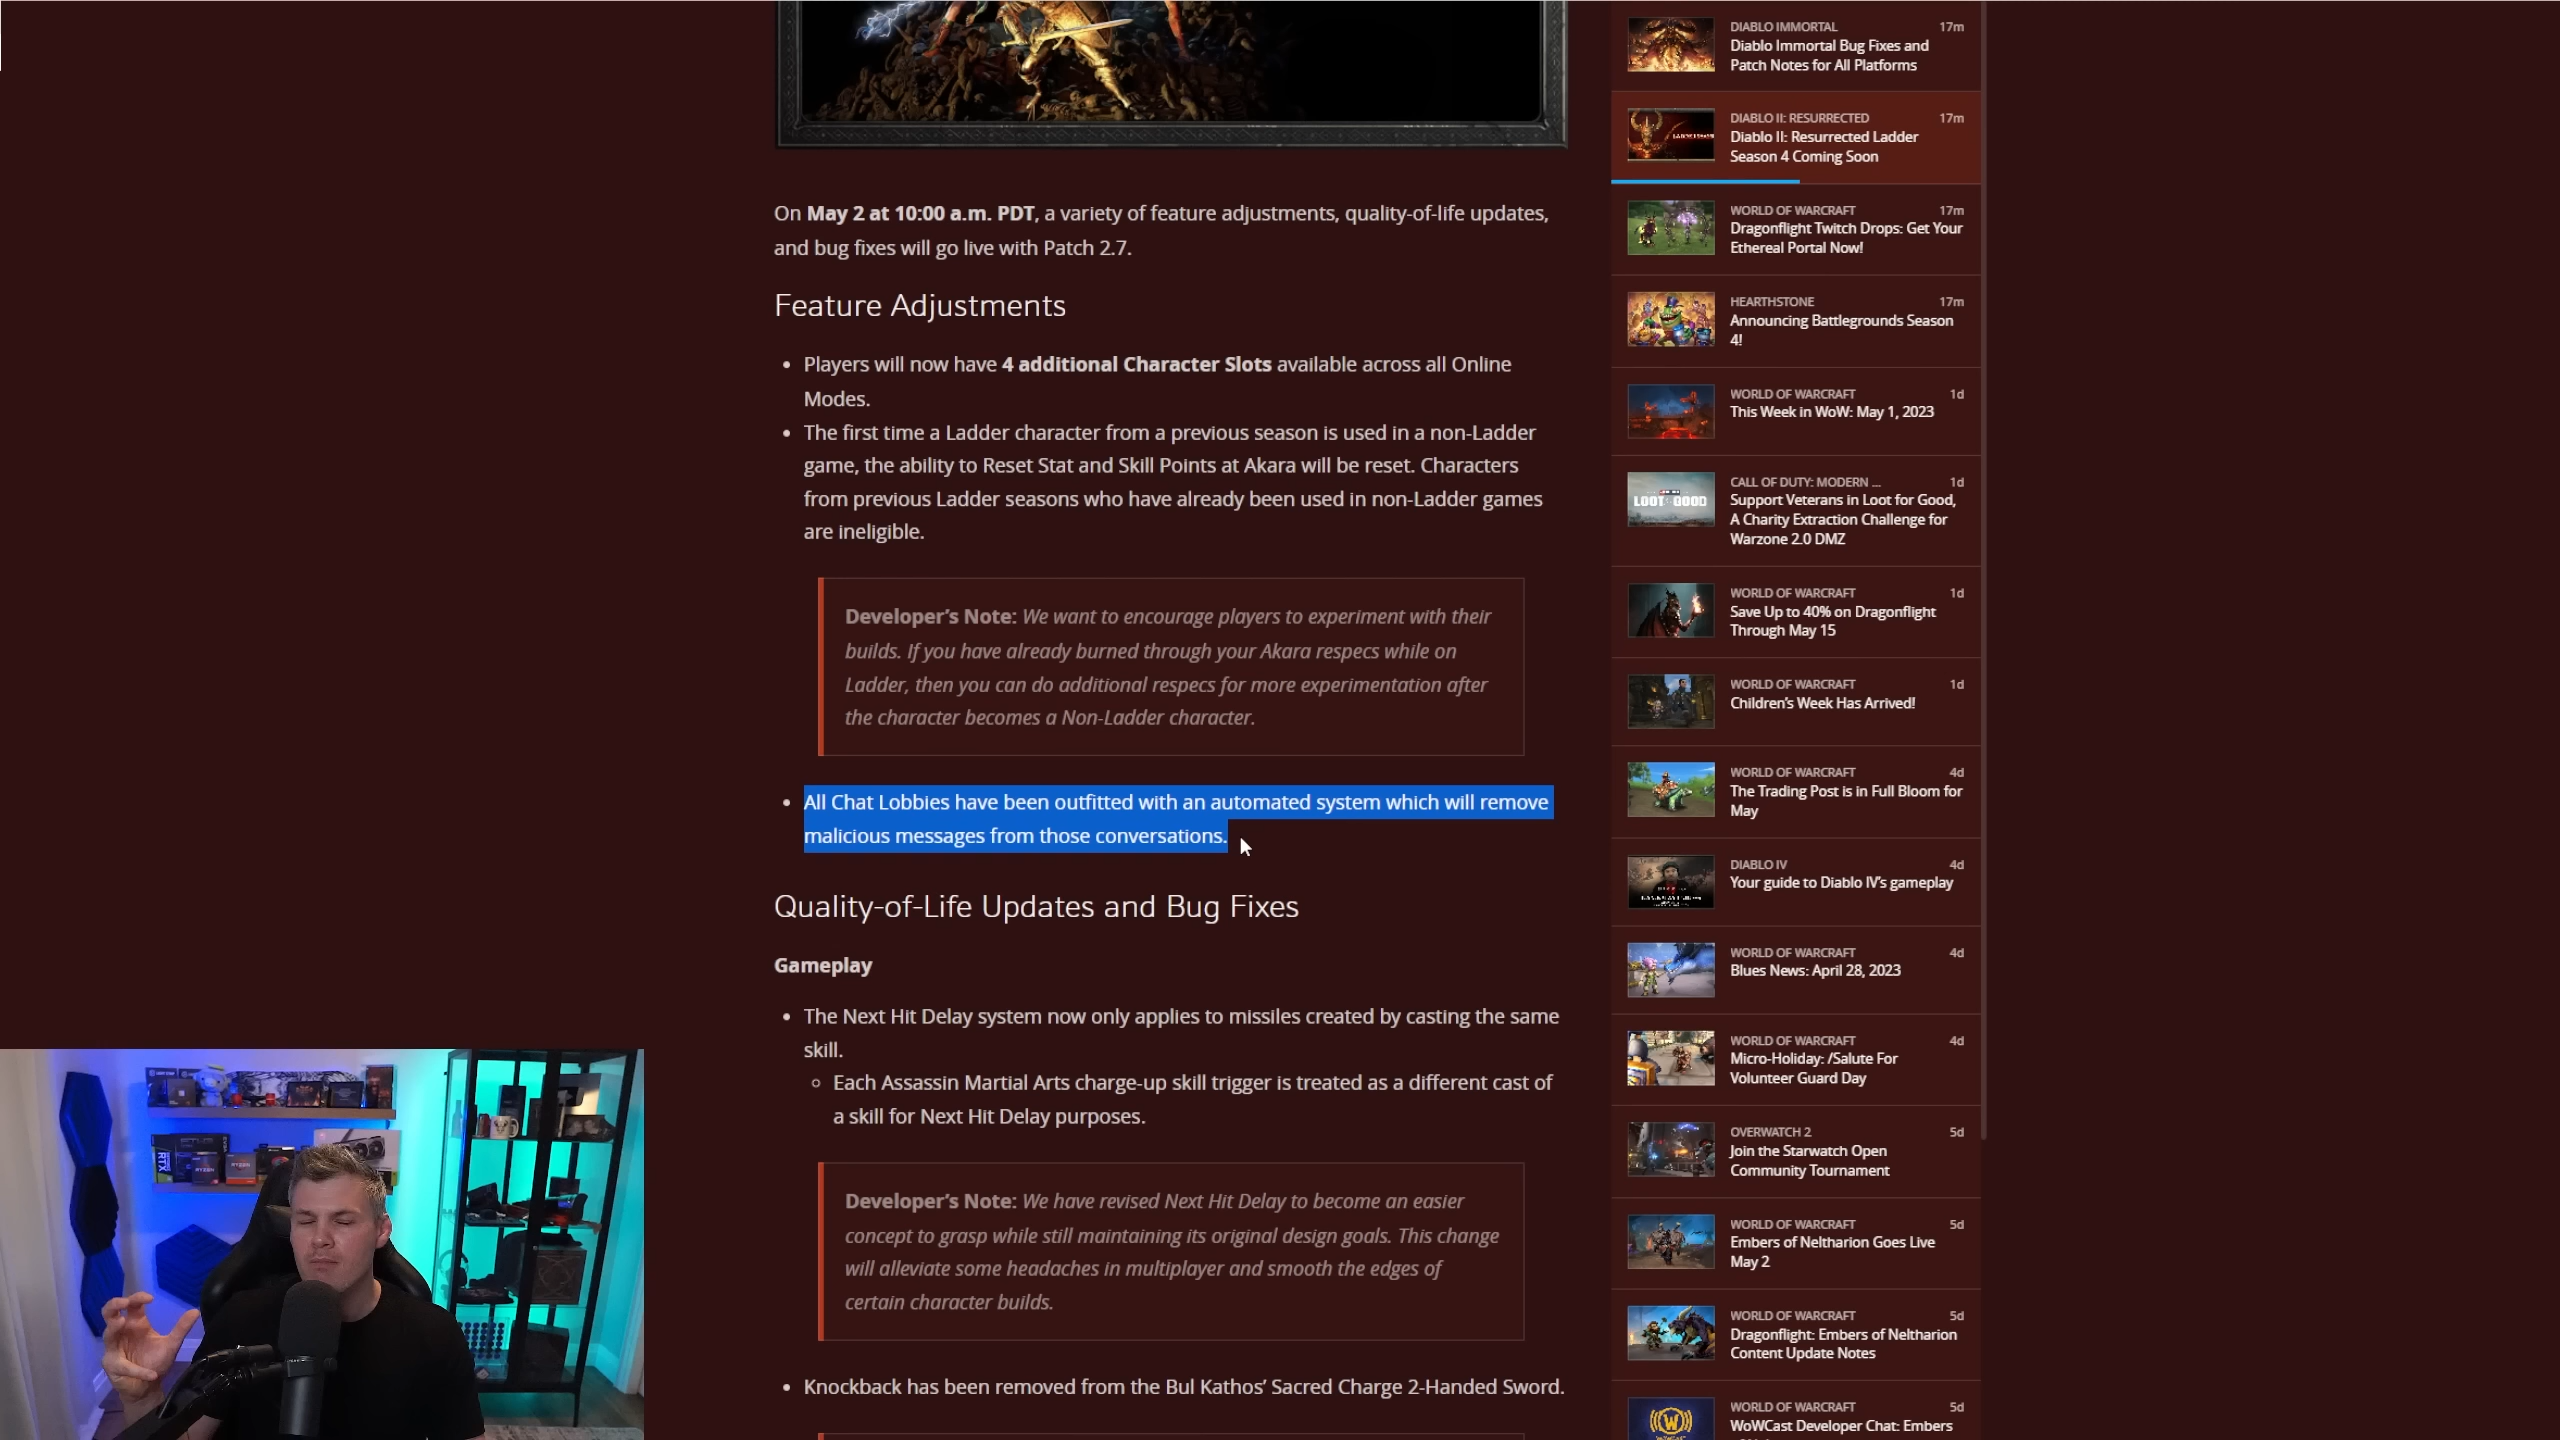 On May 2 at 10:00 a.m. PDT, a variety of feature adjustments, quality-of-life updates,
and bug fixes will go live with Patch 2.7.
Feature Adjustments
• Players will now have 4 additional Character Slots available across all Online
Modes.
• The first time a Ladder character from a previous season is used in a non-Ladder
game, the ability to Reset Stat and Skill Points at Akara will be reset. Characters
from previous Ladder seasons who have already been used in non-Ladder games
are ineligible.
Developer’s Note: We want to encourage players to experiment with their
builds. If you have already burned through your Akara respecs while on
Ladder, then you can do additional respecs for more experimentation after
the character becomes a Non-Ladder character.
• All Chat Lobbies have been outfitted with an automated system which will remove
malicious messages from those conversations.
Quality-of-Life Updates and Bug Fixes
Gameplay
• The Next Hit Delay system now only applies to missiles created by casting the same
skill.
◦ Each Assassin Martial Arts charge-up skill trigger is treated as a different cast of
a skill for Next Hit Delay purposes.
Developer’s Note: We have revised Next Hit Delay to become an easier
concept to grasp while still maintaining its original design goals. This change
will alleviate some headaches in multiplayer and smooth the edges of
certain character builds.
• Knockback has been removed from the Bul Kathos’ Sacred Charge 2-Handed Sword.
DIABLO IMMORTAL 17m
Diablo Immortal Bug Fixes and
Patch Notes for All Platforms
DIABLO II: RESURRECTED 17m
Diablo II: Resurrected Ladder
Season 4 Coming Soon
WORLD OF WARCRAFT 17m
Dragonflight Twitch Drops: Get Your
Ethereal Portal Now!
HEARTHSTONE 17m
Announcing Battlegrounds Season
4!
WORLD OF WARCRAFT 1d
This Week in WoW: May 1, 2023
CALL OF DUTY: MODERN ... 1d
Support Veterans in Loot for Good,
A Charity Extraction Challenge for
Warzone 2.0 DMZ
LOOT GOOD
WORLD OF WARCRAFT 1d
Save Up to 40% on Dragonflight
Through May 15
WORLD OF WARCRAFT 1d
Children’s Week Has Arrived!
WORLD OF WARCRAFT 4d
The Trading Post is in Full Bloom for
May
DIABLO IV 4d
Your guide to Diablo IV’s gameplay
WORLD OF WARCRAFT 4d
Blues News: April 28, 2023
WORLD OF WARCRAFT 4d
Micro-Holiday: /Salute For
Volunteer Guard Day
OVERWATCH 2 5d
Join the Starwatch Open
Community Tournament
WORLD OF WARCRAFT 5d
Embers of Neltharion Goes Live
May 2
WORLD OF WARCRAFT 5d
Dragonflight: Embers of Neltharion
Content Update Notes
WORLD OF WARCRAFT 5d
WoWCast Developer Chat: Embers
RTX
RYZEN